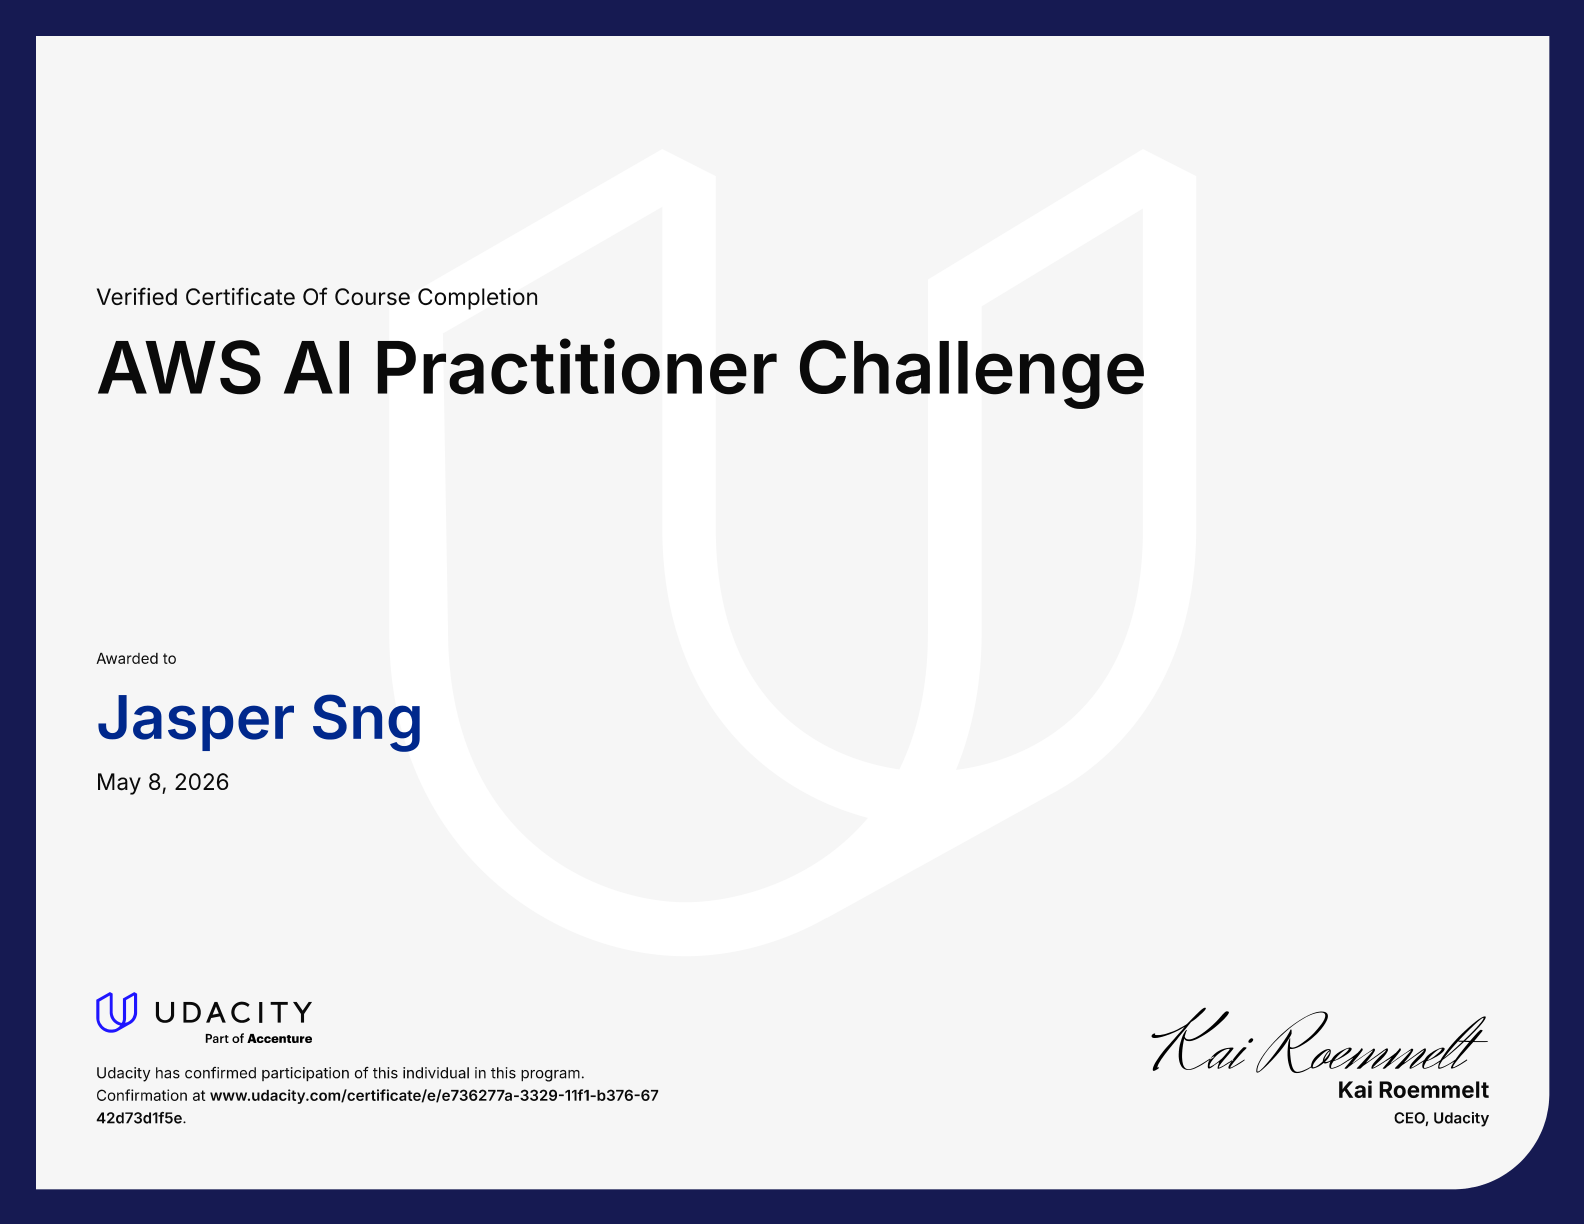 Verified Certificate Of Course Completion
AWS AI Practitioner Challenge
Awarded to
Jasper Sng
May 8, 2026
UDACITY
Part of Accenture
Udacity has confirmed participation of this individual in this program.
Confirmation at www.udacity.com/certificate/e/e736277a-3329-11f1-b376-67
42d73d1f5e.
Kai Roemmelt
Kai Roemmelt
CEO, Udacity